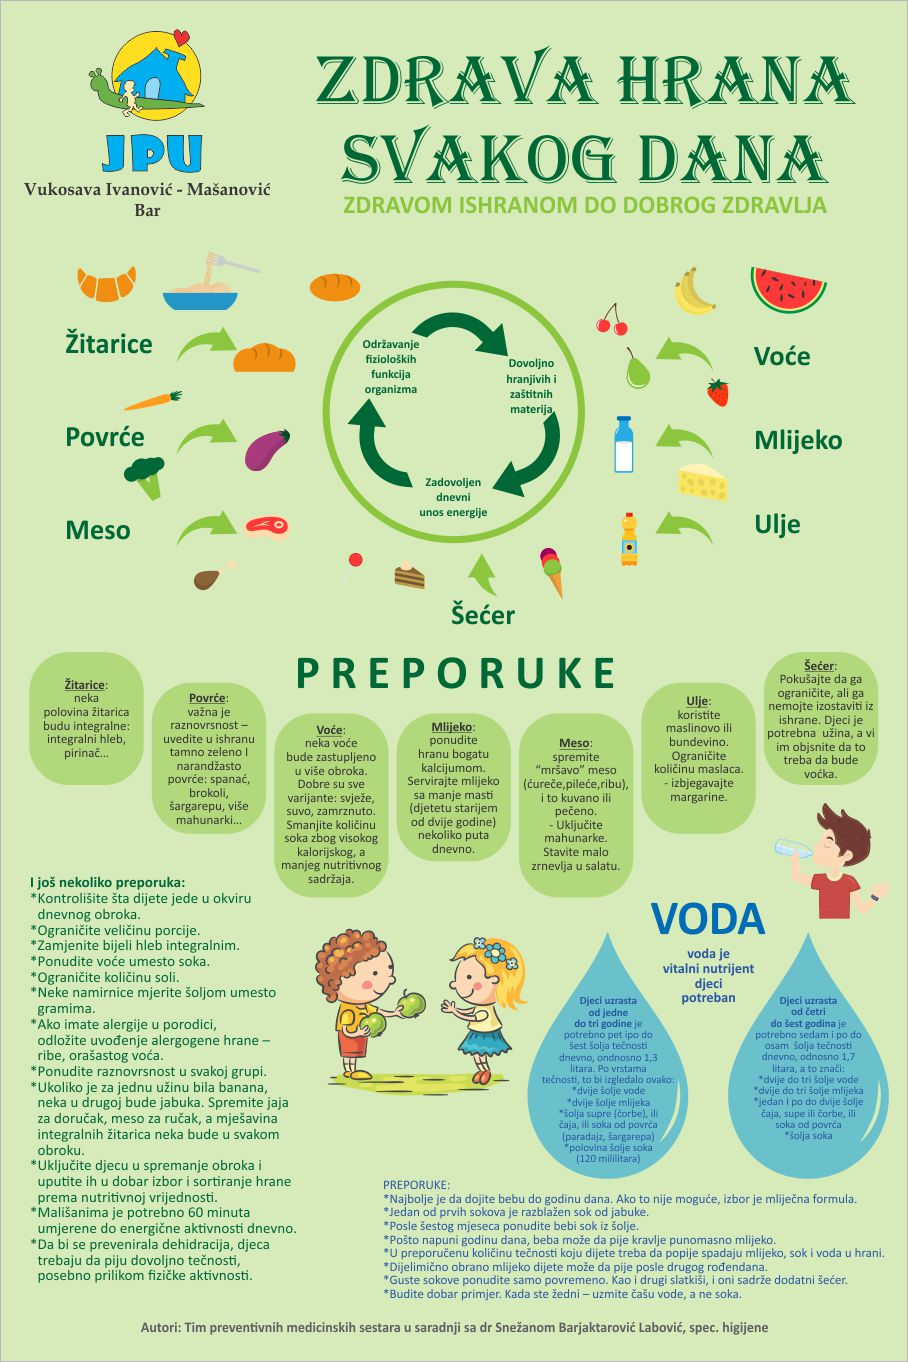 JPU
Vukosava Ivanović - Mašanović
Bar
ZDRAVA HRANA
SVAKOG DANA
ZDRAVOM ISHRANOM DO DOBROG ZDRAVLJA
Žitarice
Povrće
Meso
Održavanje
fizioloških
funkcija
organizma
Dovoljno
hranjivih i
zaštitnih
materija
Zadovoljen
dnevni
unos energije
Voće
Mlijeko
Ulje
Šećer
PREPORUKE
Žitarice:
neka
polovina žitarica
budu integralne:
integralni hleb,
pirinač...
Povrće:
važna je
raznovrsnost –
uvedite u ishranu
tamno zeleno I
narandžasto
povrće: spanać,
brokoli,
šargarepu, više
mahunarki...
Voće:
neka voće
bude zastupljeno
u više obroka.
Dobre su sve
varijante: svježe,
suvo, zamrznuto.
Smanjite količinu
soka zbog visokog
kalorijskog, a
manjeg nutritivnog
sadržaja.
Mlijeko:
ponudite
hranu bogatu
kalcijumom.
Servirajte mlijeko
sa manje masti
(djetetu starijem
od dvije godine)
nekoliko puta
dnevno.
Meso:
spremite
“mršavo” meso
(ćureće,pileće,ribu),
i to kuvano ili
pečeno.
- Uključite
mahunarke.
Stavite malo
zrnevlja u salatu.
Ulje:
koristite
maslinovo ili
bundevino.
Ograničite
količinu maslaca.
- izbjegavajte
margarine.
Šećer:
Pokušajte da ga
ograničite, ali ga
nemojte izostaviti iz
ishrane. Djeci je
potrebna užina, a vi
im objsnite da to
treba da bude
voćka.
I još nekoliko preporuka:
*Kontrolišite šta dijete jede u okviru
dnevnog obroka.
*Ograničite veličinu porcije.
*Zamjenite bijeli hleb integralnim.
*Ponudite voće umesto soka.
*Ograničite količinu soli.
*Neke namirnice mjerite šoljom umesto
gramima.
*Ako imate alergije u porodici,
odložite uvođenje alergogene hrane –
ribe, orašastog voća.
*Ponudite raznovrsnost u svakoj grupi.
*Ukoliko je za jednu užinu bila banana,
neka u drugoj bude jabuka. Spremite jaja
za doručak, meso za ručak, a mješavina
integralnih žitarica neka bude u svakom
obroku.
*Uključite djecu u spremanje obroka i
uputite ih u dobar izbor i sortiranje hrane
prema nutritivnoj vrijednosti.
*Mališanima je potrebno 60 minuta
umjerene do energične aktivnosti dnevno.
*Da bi se prevenirala dehidracija, djeca
trebaju da piju dovoljno tečnosti,
posebno prilikom fizičke aktivnosti.
VODA
voda je
vitalni nutrijent
djeci
potreban
Djeci uzrasta
od jedne
do tri godine je
potrebno pet ipo do
šest šolja tečnosti
dnevno, ondnosno 1,3
litara. Po vrstama
tečnosti, to bi izgledalo ovako:
*dvije šolje vode
*dvije šolje mlijeka
*šolja supre (čorbe), ili
čaja, ili soka od povrća
(paradajz, šargarepa)
*polovina šolje soka
(120 mililitara)
Djeci uzrasta
od četri
do šest godina je
potrebno sedam i po do
osam šolja tečnosti
dnevno, odnosno 1,7
litara, a to znači:
*dvije do tri šolje vode
*dvije do tri šolje mlijeka
*jedan I po do dvije šolje
čaja, supe ili čorbe, ili
soka od povrća
*šolja soka
PREPORUKE:
*Najbolje je da dojite bebu do godinu dana. Ako to nije moguće, izbor je mliječna formula.
*Jedan od prvih sokova je razblažen sok od jabuke.
*Posle šestog mjeseca ponudite bebi sok iz šolje.
*Pošto napuni godinu dana, beba može da pije kravlje punomasno mlijeko.
*U preporučenu količinu tečnosti koju dijete treba da popije spadaju mlijeko, sok i voda u hrani.
*Dijelimično obrano mlijeko dijete može da pije posle drugog rođendana.
*Guste sokove ponudite samo povremeno. Kao i drugi slatkiši, i oni sadrže dodatni šećer.
*Budite dobar primjer. Kada ste žedni – uzmite čašu vode, a ne soka.
Autori: Tim preventivnih medicinskih sestara u saradnji sa dr Snežanom Barjaktarović Labović, spec. higijene